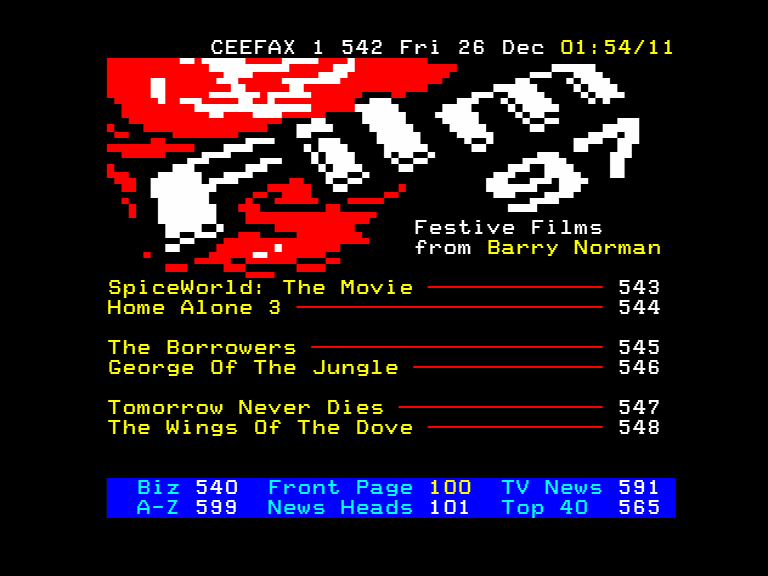 CEEFAX 1 542 Fri 26 Dec 01:54/11
Film 97
Festive Films
from Barry Norman
SpiceWorld: The Movie 543
Home Alone 3 544
The Borrowers 545
George Of The Jungle 546
Tomorrow Never Dies 547
The Wings Of The Dove 548
Biz 540 Front Page 100 TV News 591
A-Z 599 News Heads 101 Top 40 565